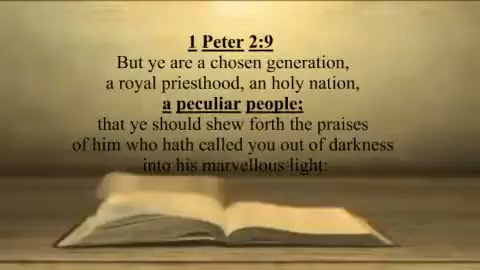 1 Peter 2:9
But ye are a chosen generation,
a royal priesthood, an holy nation,
a peculiar people;
that ye should shew forth the praises
of him who hath called you out of darkness
into his marvellous light: